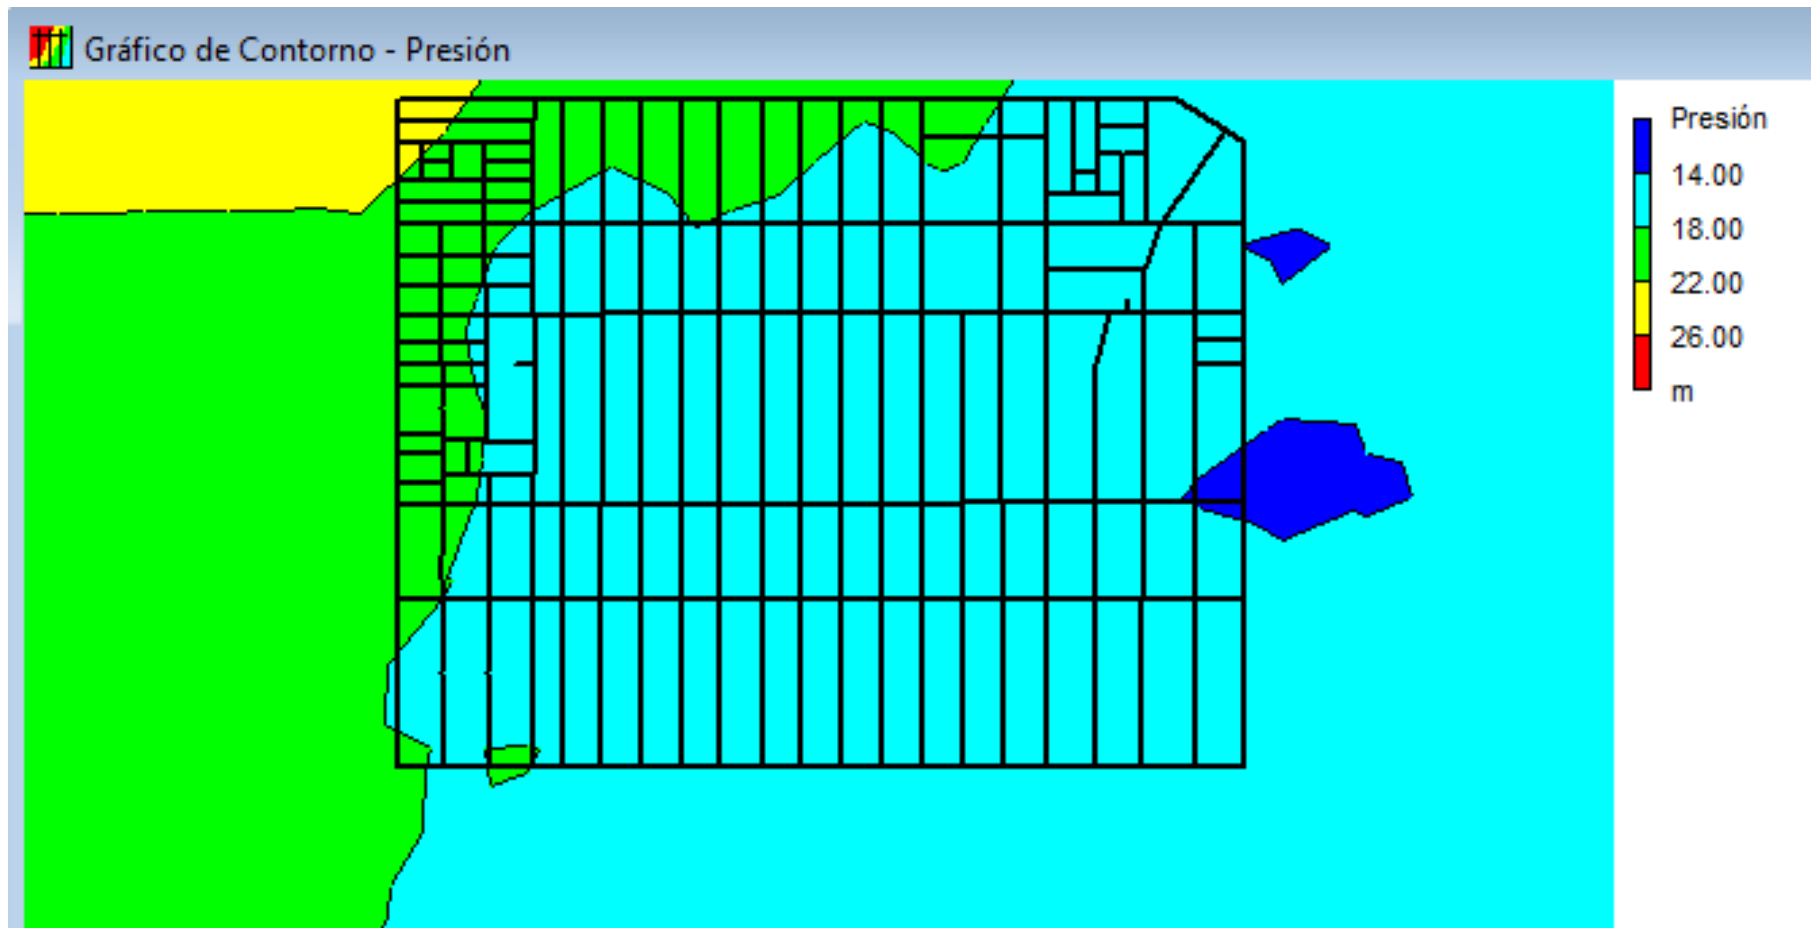 Gráfico de Contorno - Presión
Presión
14.00
18.00
22.00
26.00
m